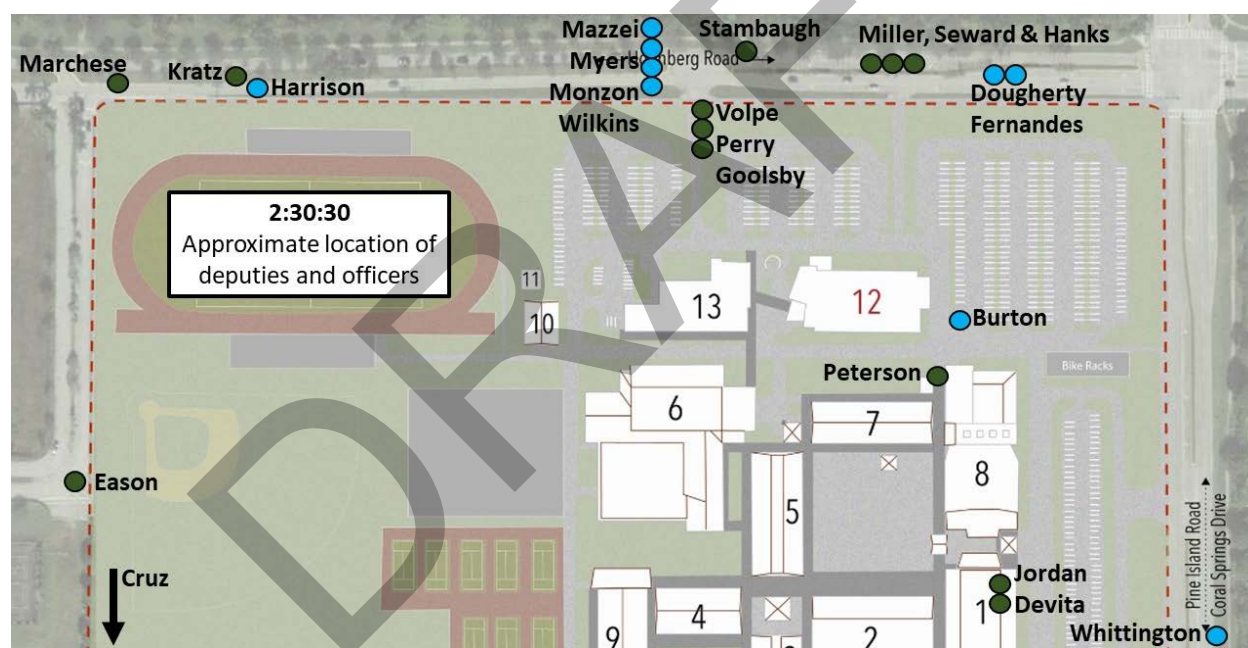 Mazzei
Stambaugh
Miller, Seward & Hanks
Marchese
Kratz
Myers
Harrison
Monzon
Wilkins
Volpe
Perry
Goolsby
Dougherty
Fernandes
2:30:30
Approximate location of
deputies and officers
11
10
13
12
Burton
Bike Racks
Peterson
6
7
8
5
Eason
Cruz
Pine Island Road
Coral Springs Drive
Jordan
Devita
1
4
9
2
Whittington
DRAF
Road